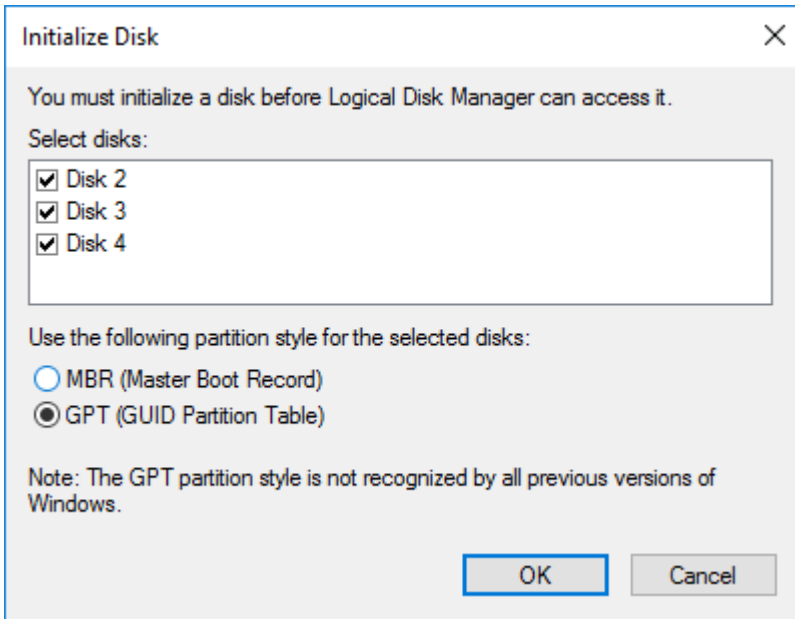 Initialize Disk
You must initialize a disk before Logical Disk Manager can access it.
Select disks:
Disk 2
Disk 3
Disk 4
Use the following partition style for the selected disks:
MBR (Master Boot Record)
GPT (GUID Partition Table)
Note: The GPT partition style is not recognized by all previous versions of
Windows.
OK Cancel